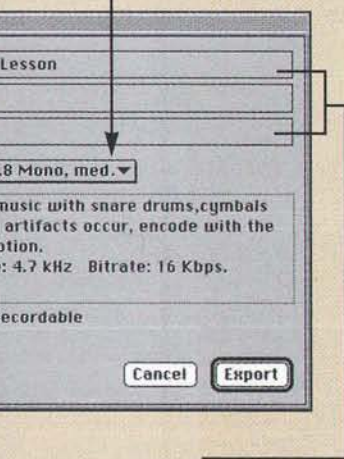 Lesson
.8 Mono, med.
music with snare drums,cymbals
artifacts occur, encode with the
ption.
: 4.7 kHz Bitrate: 16 Kbps.
ecordable
Cancel Export